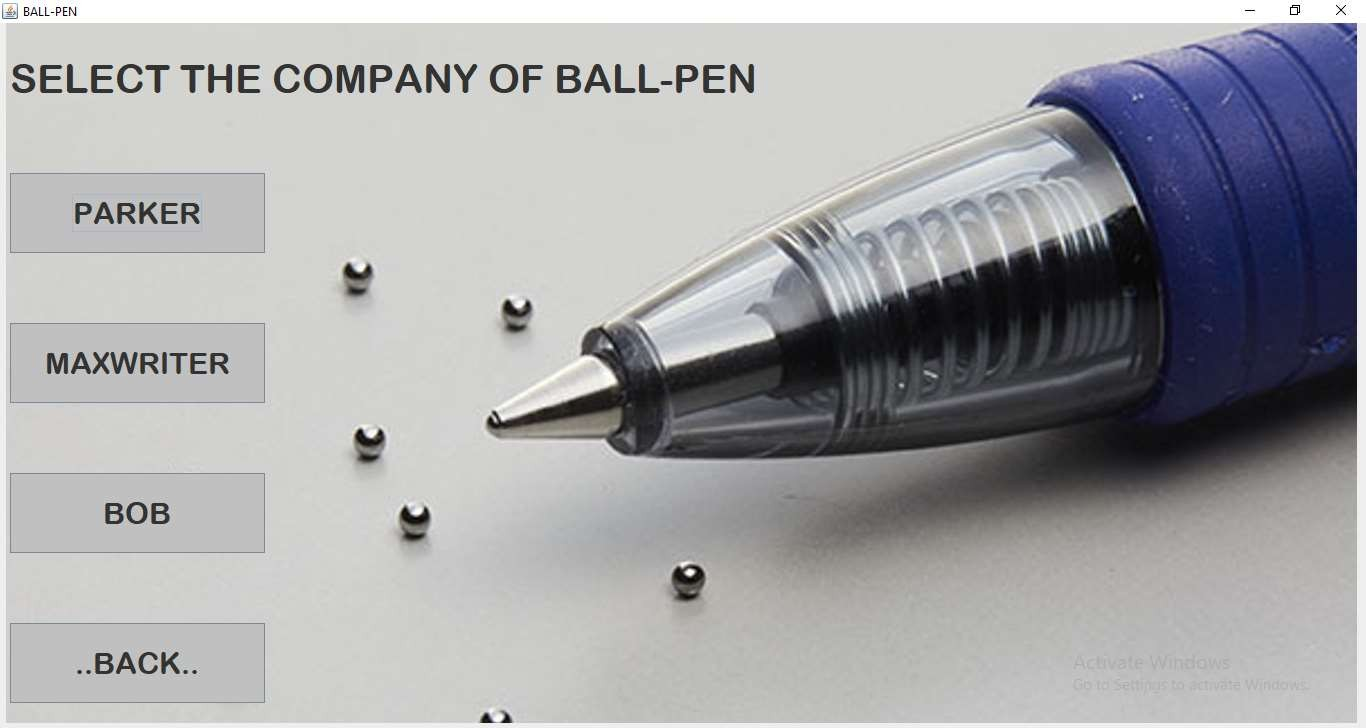 BALL-PEN
SELECT THE COMPANY OF BALL-PEN
PARKER
MAXWRITER
BOB
..BACK..
Activate Windows
Go to Settings to activate Windows.